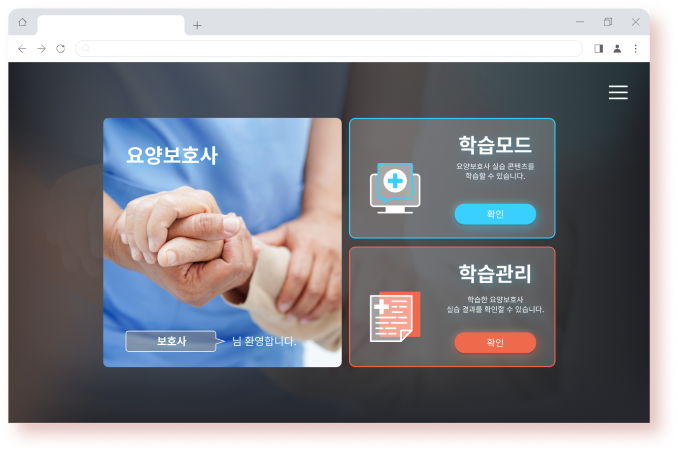 요양보호사
보호사 님 환영합니다.
학습모드
요양보호사 실습 콘텐츠를
학습할 수 있습니다.
확인
학습관리
학습한 요양보호사
실습 결과를 확인할 수 있습니다.
확인